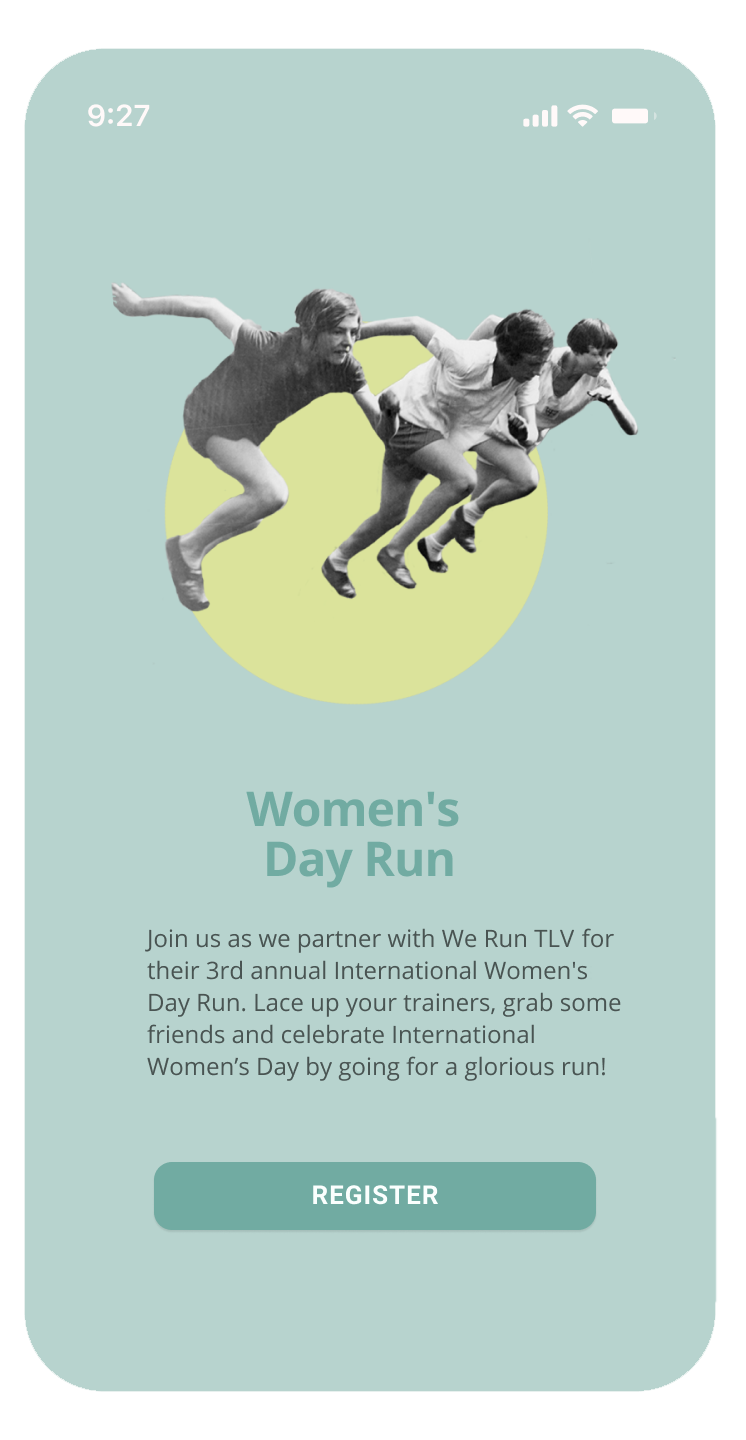 9:27
Women's
Day Run
Join us as we partner with We Run TLV for
their 3rd annual International Women's
Day Run. Lace up your trainers, grab some
friends and celebrate International
Women’s Day by going for a glorious run!
REGISTER